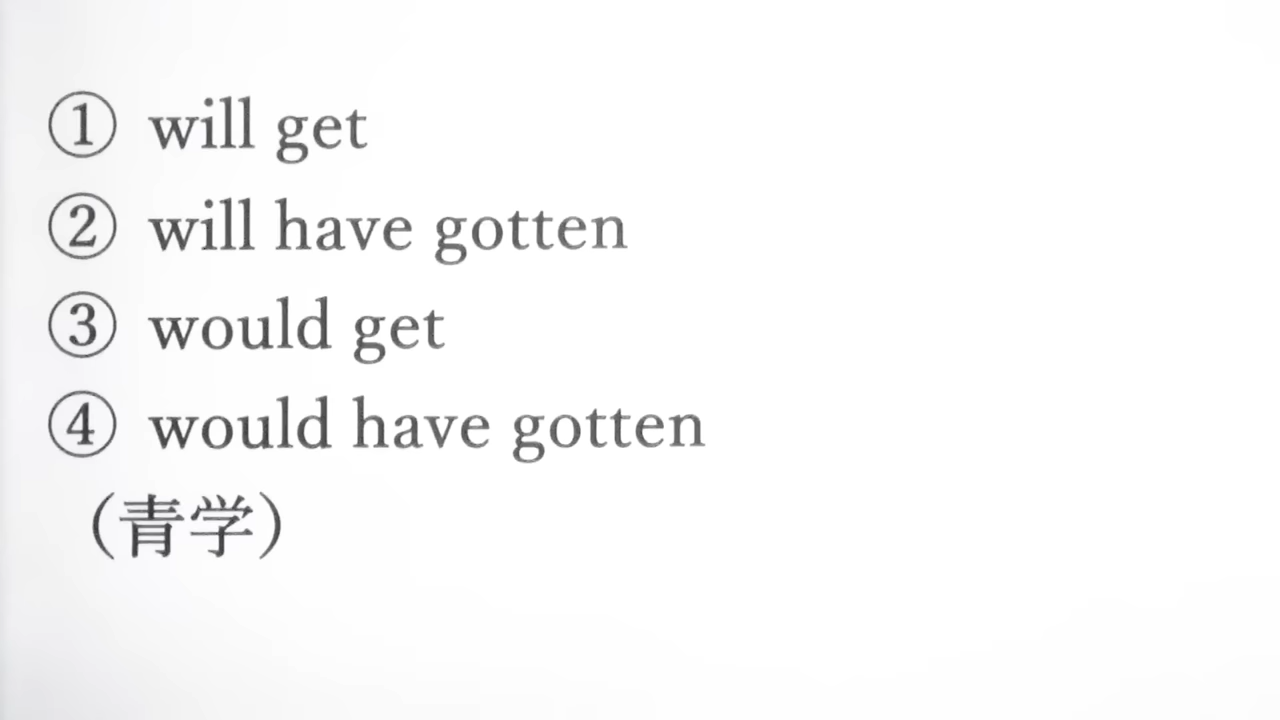 ① will get
② will have gotten
③ would get
④ would have gotten
（青学）